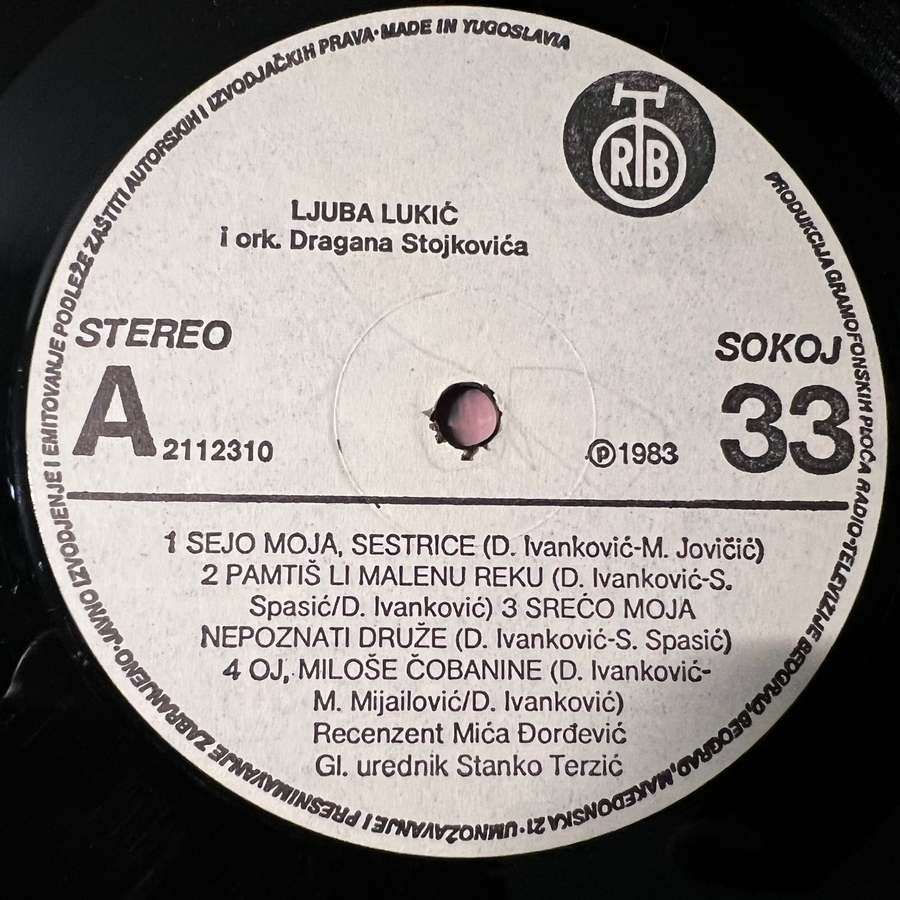 PRODUKCIJA GRAMOFONSKIH PLOČA RADIO-TELEVIZIJE BEOGRAD, BEOGRAD, MAKEDONSKA 21 · UMNOŽAVANJE I PRESNIMAVANJE ZABRANJENO · JAVNO IZVODJENJE I EMITOVANJE PODLEŽE ZAŠTITI AUTORSKIH I IZVODJAČKIH PRAVA · MADE IN YUGOSLAVIA
RTB
LJUBA LUKIĆ
i ork. Dragana Stojkovića
STEREO
SOKOJ
A 2112310
℗ 1983
33
1 SEJO MOJA, SESTRICE (D. Ivanković-M. Jovičić)
2 PAMTIŠ LI MALENU REKU (D. Ivanković-S.
Spasić/D. Ivanković) 3 SREĆO MOJA
NEPOZNATI DRUŽE (D. Ivanković-S. Spasić)
4 OJ, MILOŠE ČOBANINE (D. Ivanković-
M. Mijailović/D. Ivanković)
Recenzent Mića Đorđević
Gl. urednik Stanko Terzić